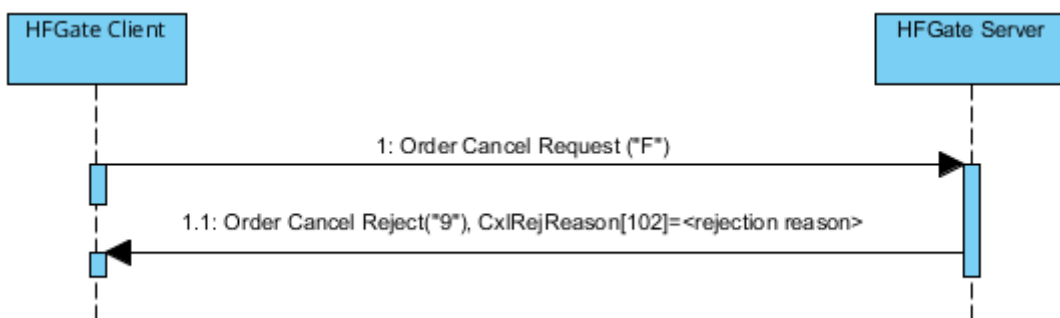 HFGate Client
HFGate Server
1: Order Cancel Request ("F")
1.1: Order Cancel Reject("9"), CxlRejReason[102]=<rejection reason>